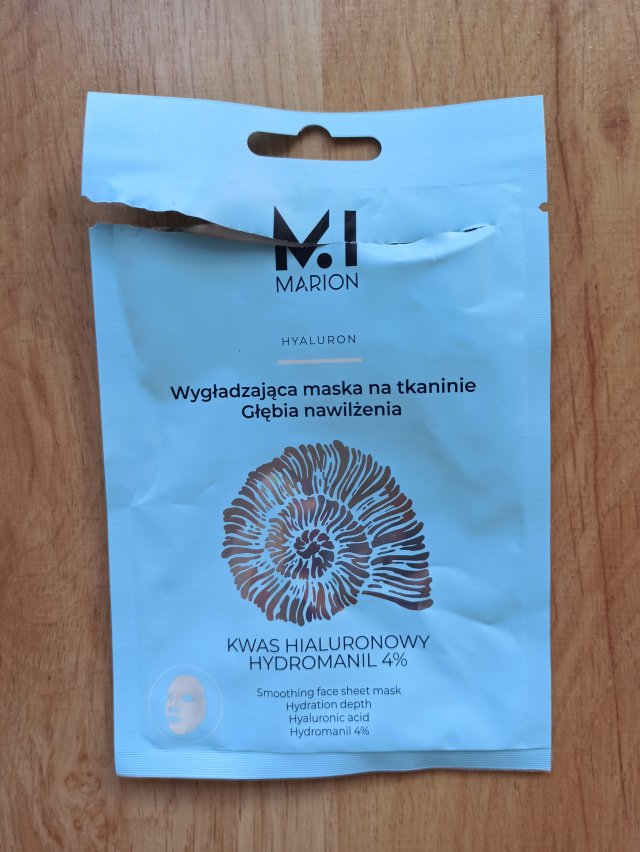 M.I
MARION
HYALURON
Wygładzająca maska na tkaninie
Głębia nawilżenia
KWAS HIALURONOWY
HYDROMANIL 4%
Smoothing face sheet mask
Hydration depth
Hyaluronic acid
Hydromanil 4%